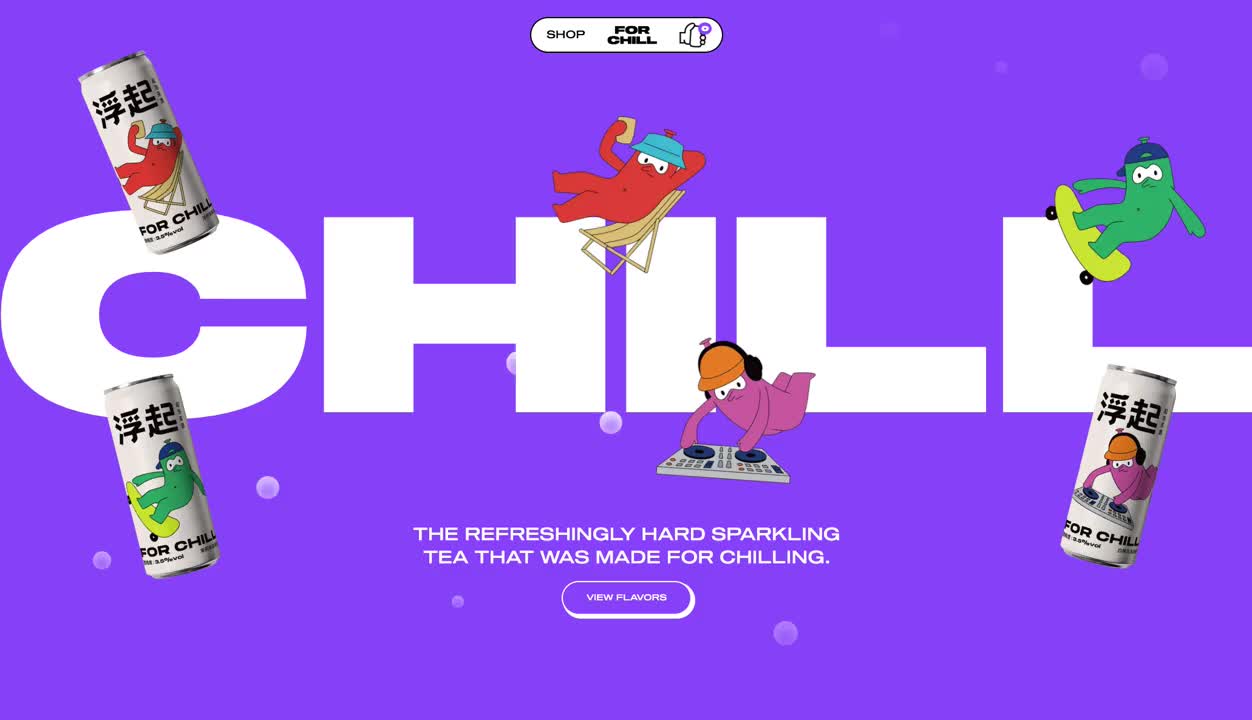 SHOP
FOR
CHILL
浮起
FOR CHILL
3.5%vol
CHILL
浮起
FOR CHILL
3.5%vol
浮起
FOR CHILL
3.5%vol
THE REFRESHINGLY HARD SPARKLING
TEA THAT WAS MADE FOR CHILLING.
VIEW FLAVORS